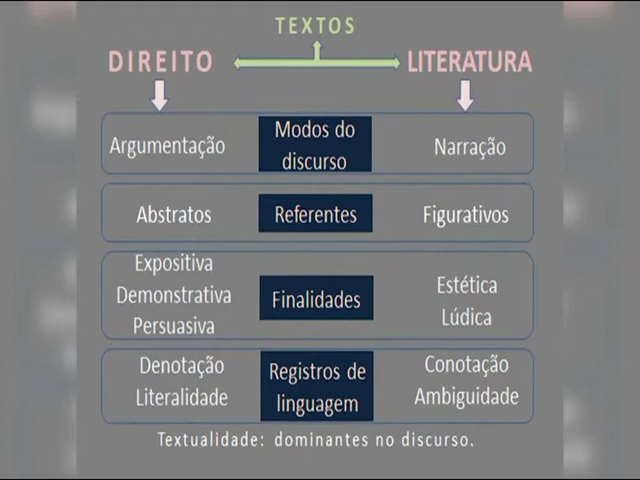 TEXTOS
DIREITO
LITERATURA
Argumentação
Modos do
discurso
Narração
Abstratos
Referentes
Figurativos
Expositiva
Demonstrativa
Persuasiva
Finalidades
Estética
Lúdica
Denotação
Literalidade
Registros de
linguagem
Conotação
Ambiguidade
Textualidade: dominantes no discurso.